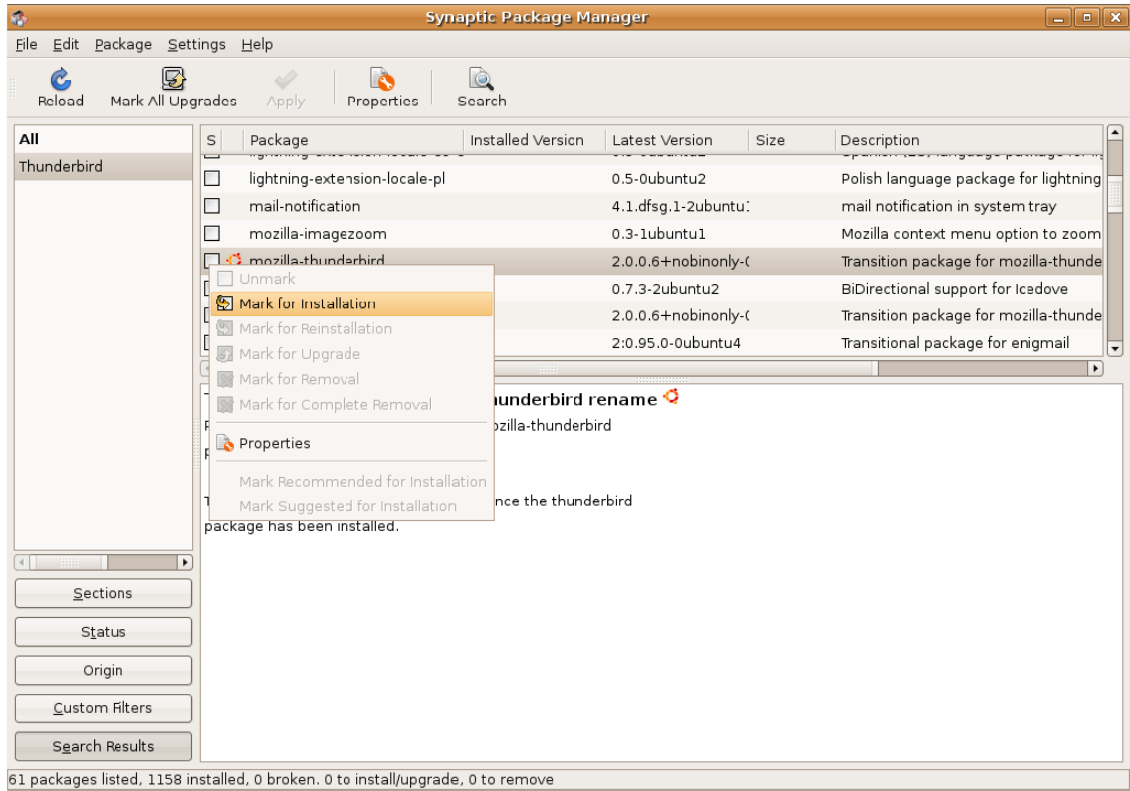 Synaptic Package Manager
File Edit Package Settings Help
Reload Mark All Upgrades Apply Properties Search
All
Thunderbird
S Package Installed Version Latest Version Size Description
lightning-extension-locale-pl 0.5-0ubuntu2 Polish language package for lightning
mail-notification 4.1.dfsg.1-2ubuntu mail notification in system tray
mozilla-imagezoom 0.3-1ubuntu1 Mozilla context menu option to zoom
mozilla-thunderbird 2.0.0.6+nobinonly-( Transition package for mozilla-thunde
0.7.3-2ubuntu2 BiDirectional support for Icedove
2.0.0.6+nobinonly-( Transition package for mozilla-thunde
2:0.95.0-0ubuntu4 Transitional package for enigmail
Unmark
Mark for Installation
Mark for Reinstallation
Mark for Upgrade
Mark for Removal
Mark for Complete Removal
Properties
Mark Recommended for Installation
Mark Suggested for Installation
hunderbird rename
ozilla-thunderbird
nce the thunderbird
package has been installed.
Sections
Status
Origin
Custom Filters
Search Results
61 packages listed, 1158 installed, 0 broken. 0 to install/upgrade, 0 to remove